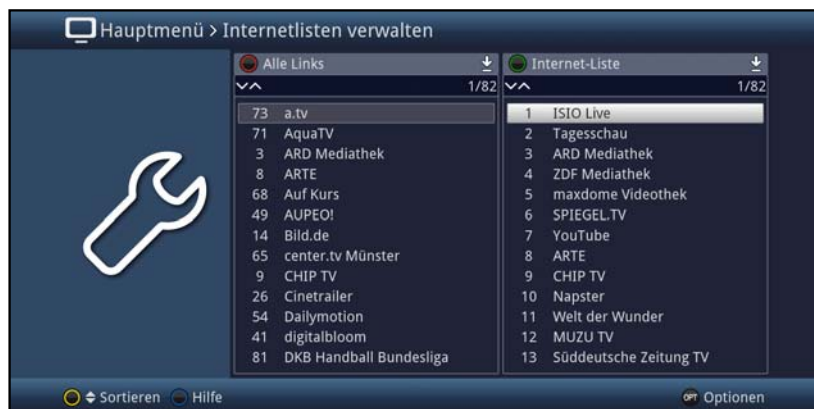 Hauptmenü > Internetlisten verwalten
Alle Links
1/82
73 a.tv
71 AquaTV
3 ARD Mediathek
8 ARTE
68 Auf Kurs
49 AUPEO!
14 Bild.de
65 center.tv Münster
9 CHIP TV
26 Cinetrailer
54 Dailymotion
41 digitalbloom
81 DKB Handball Bundesliga
Internet-Liste
1/82
1 ISIO Live
2 Tagesschau
3 ARD Mediathek
4 ZDF Mediathek
5 maxdome Videothek
6 SPIEGEL.TV
7 YouTube
8 ARTE
9 CHIP TV
10 Napster
11 Welt der Wunder
12 MUZU TV
13 Süddeutsche Zeitung TV
Sortieren Hilfe
OPT Optionen